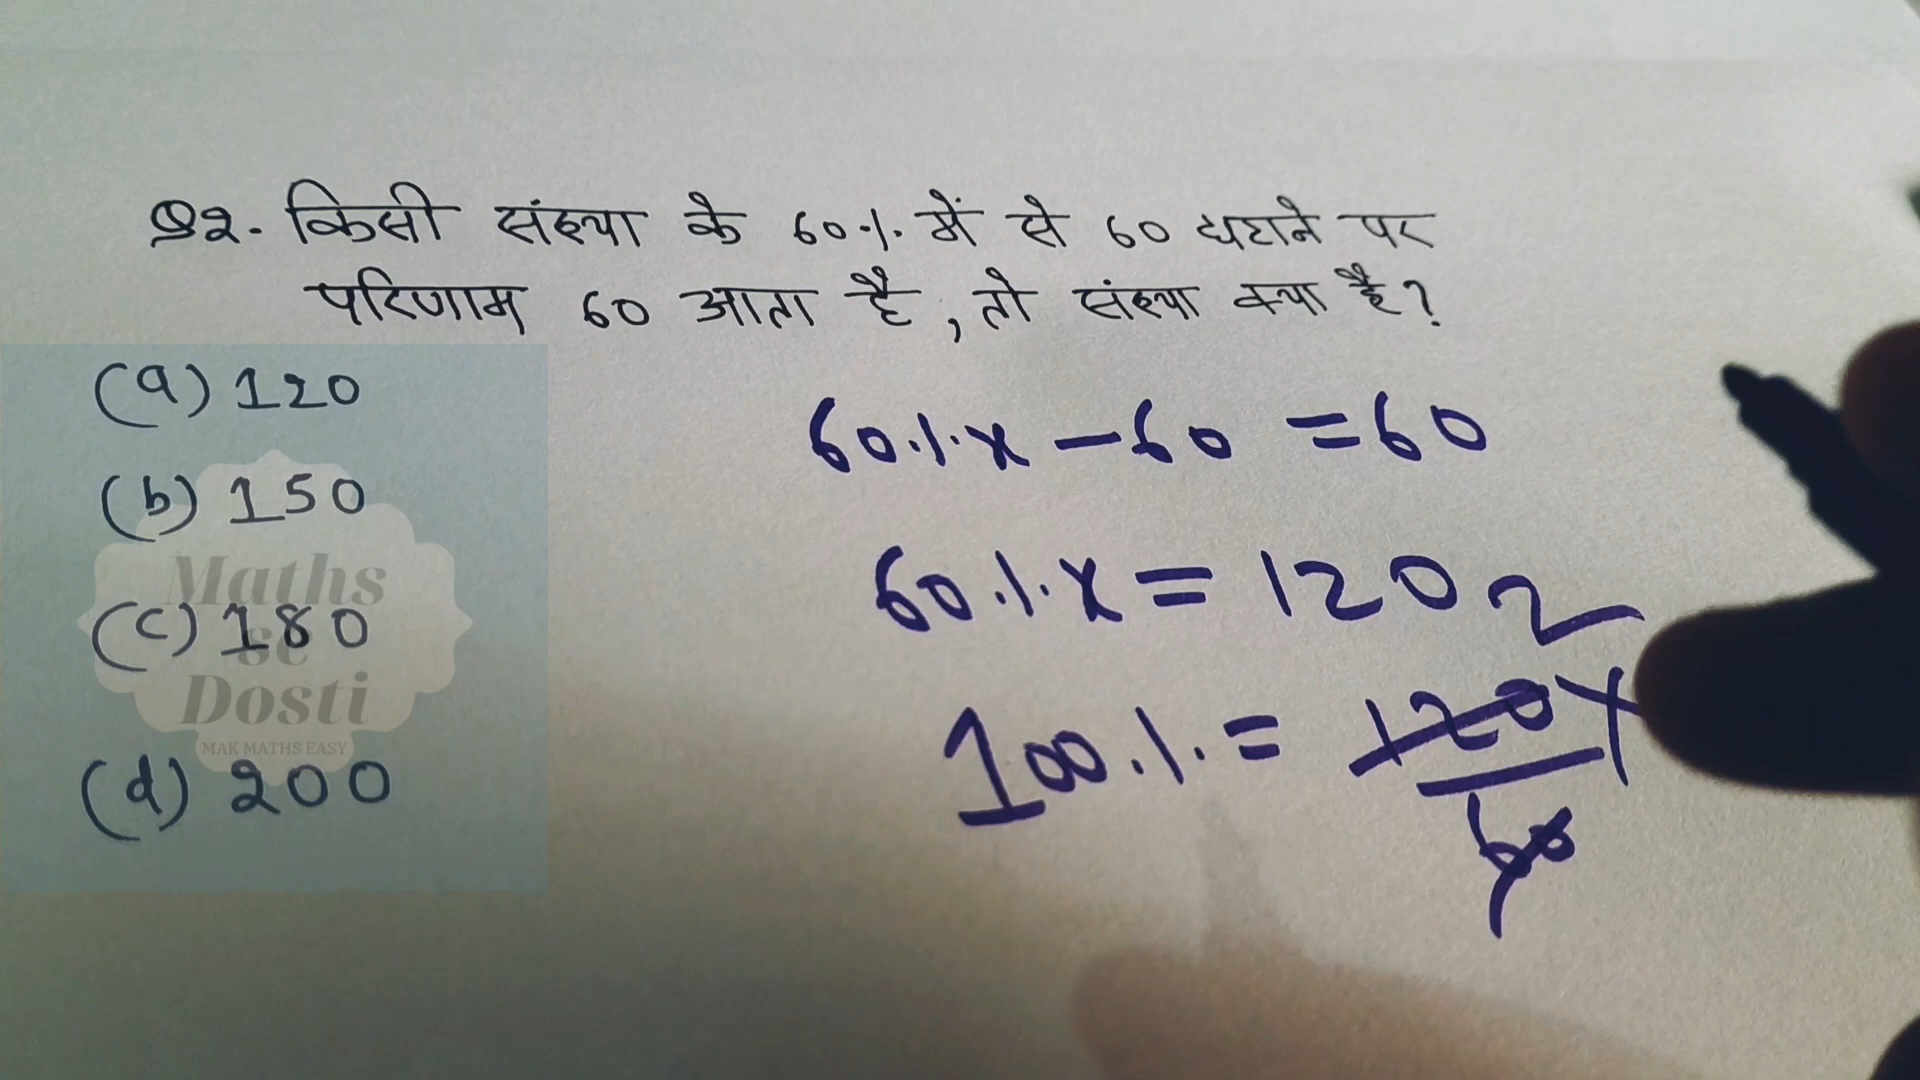 Q2. किसी संख्या के 60% में से 60 घटाने पर
परिणाम 60 आता है, तो संख्या क्या है?
(a) 120
(b) 150
(c) 180
(d) 200
Maths
se
Dosti
MAK MATHS EASY
60%x - 60 = 60
60%x = 120
2
100% = 120 x
60